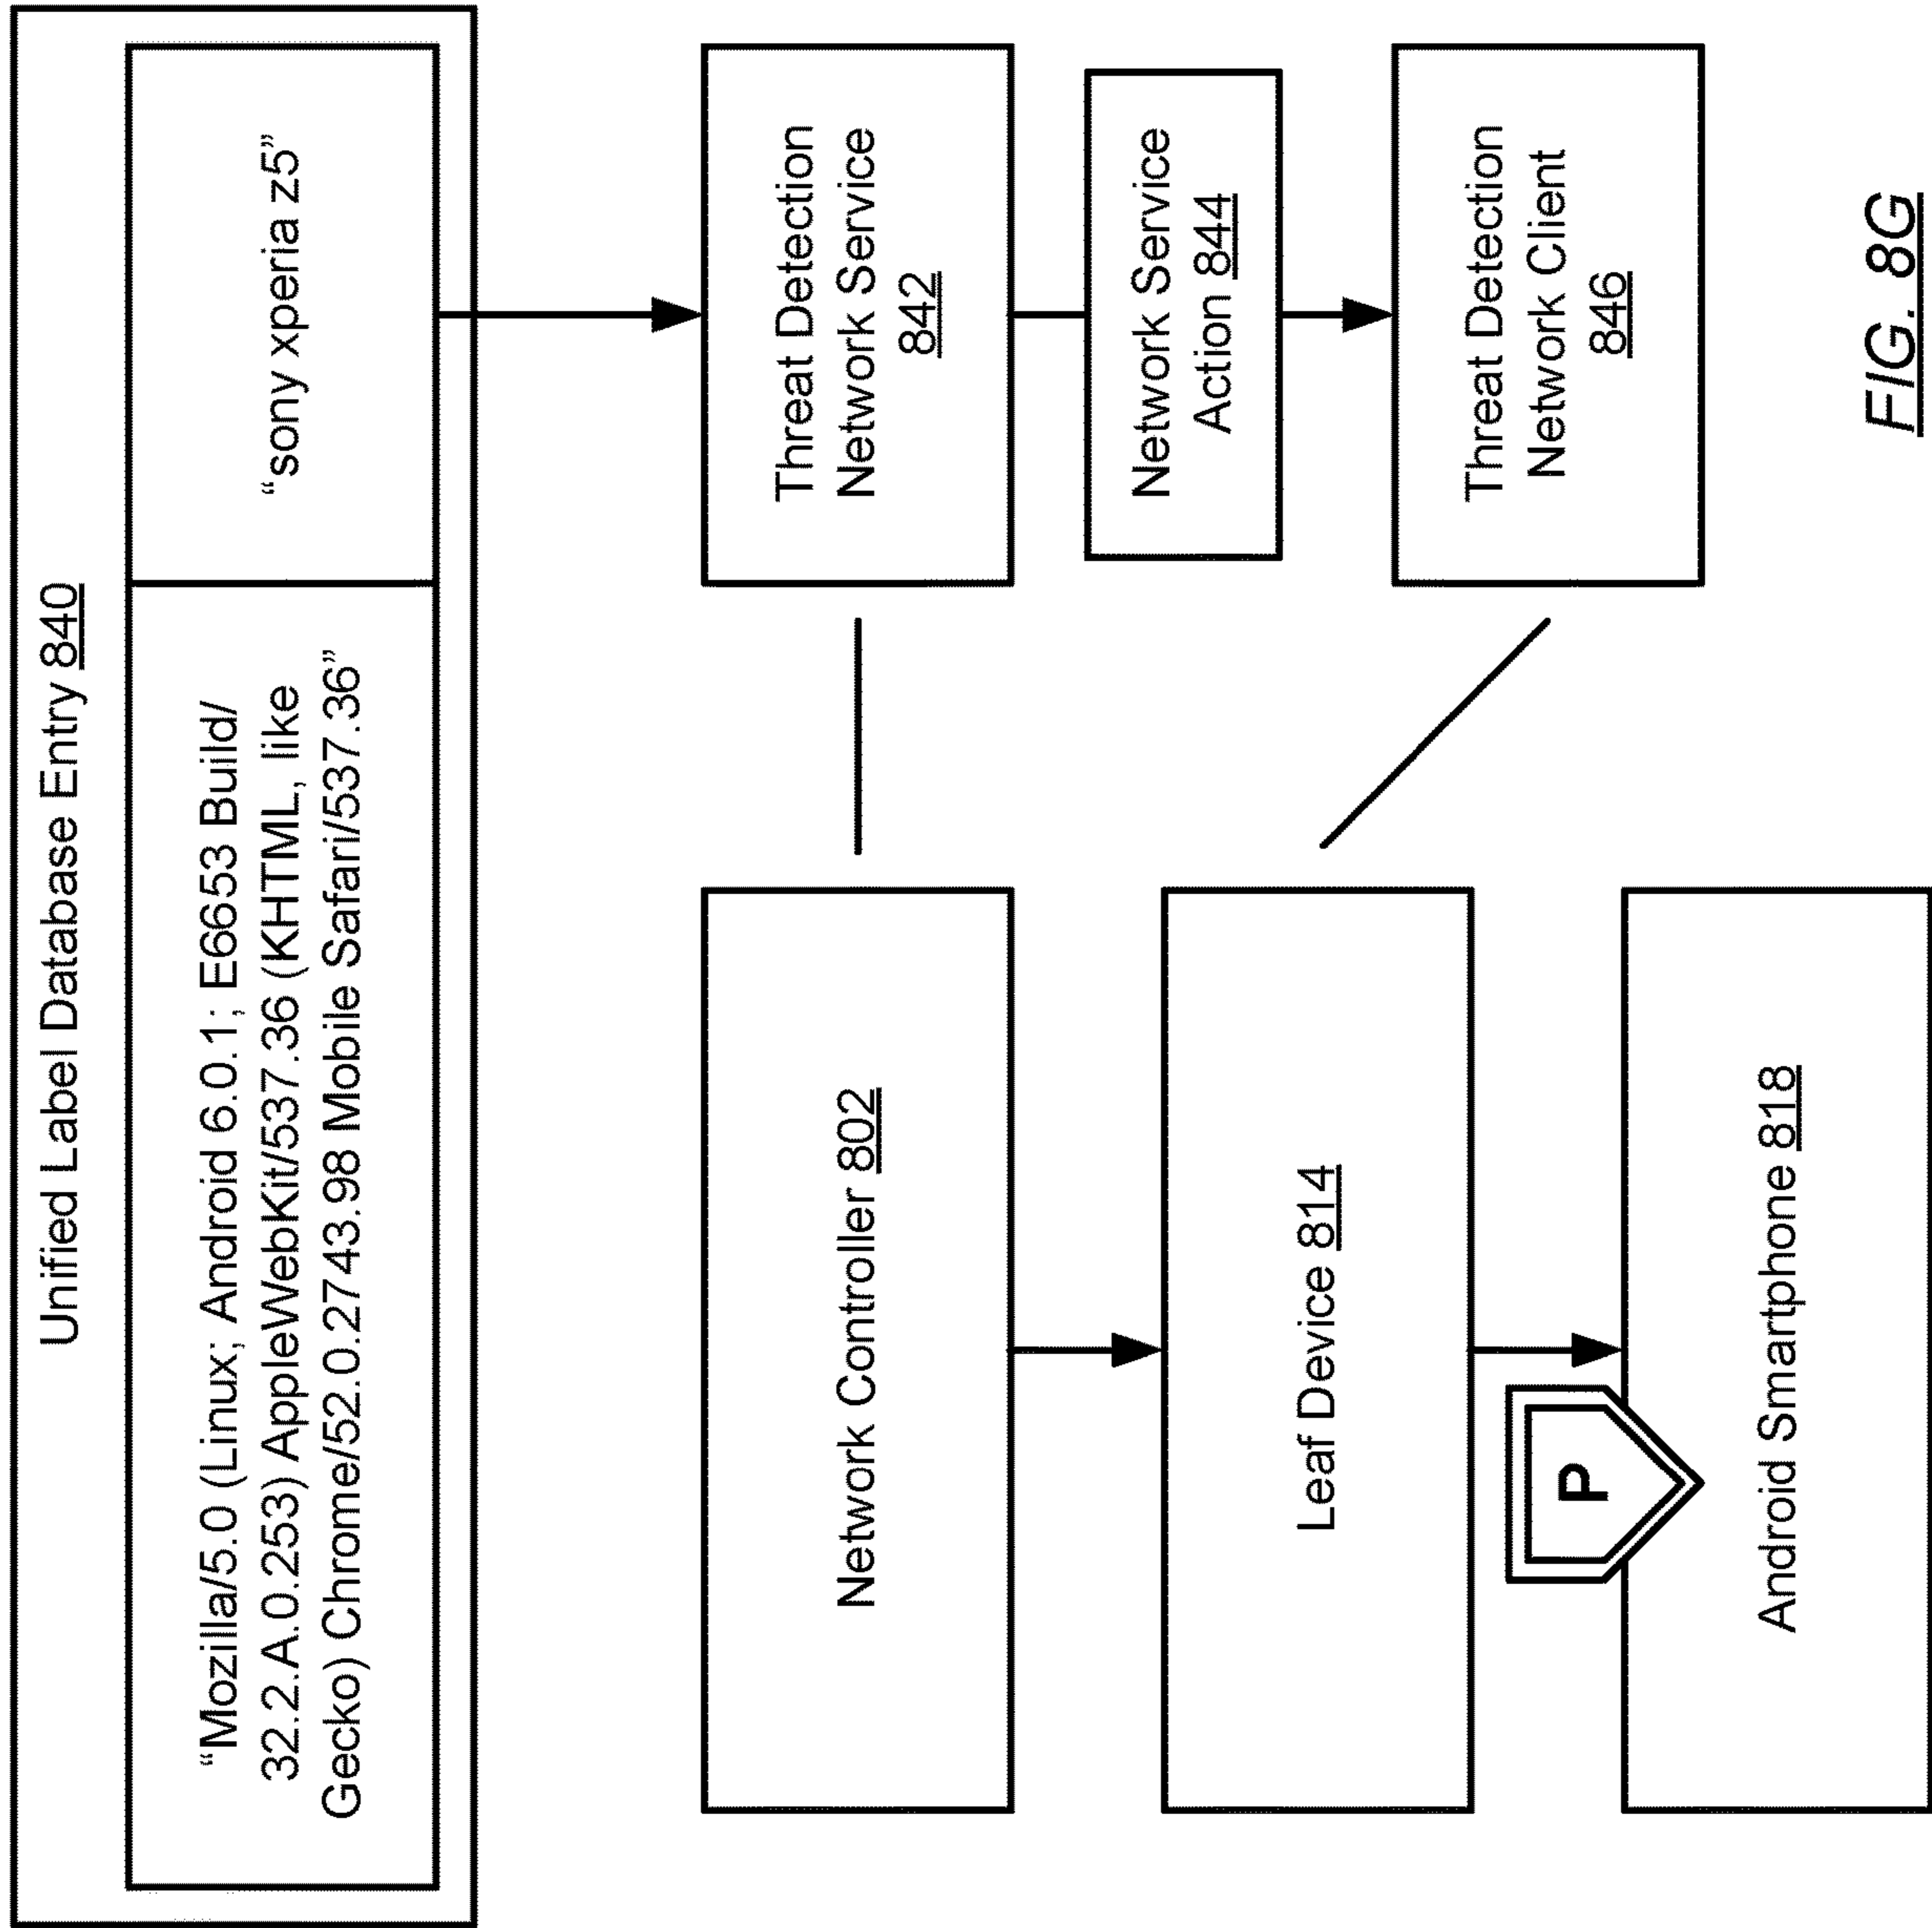 Unified Label Database Entry 840
“Mozilla/5.0 (Linux; Android 6.0.1; E6653 Build/
32.2.A.0.253) AppleWebKit/537.36 (KHTML, like
Gecko) Chrome/52.0.2743.98 Mobile Safari/537.36”
“sony xperia z5”
Network Controller 802
Threat Detection
Network Service
842
Network Service
Action 844
Leaf Device 814
Threat Detection
Network Client
846
P
Android Smartphone 818
FIG. 8G